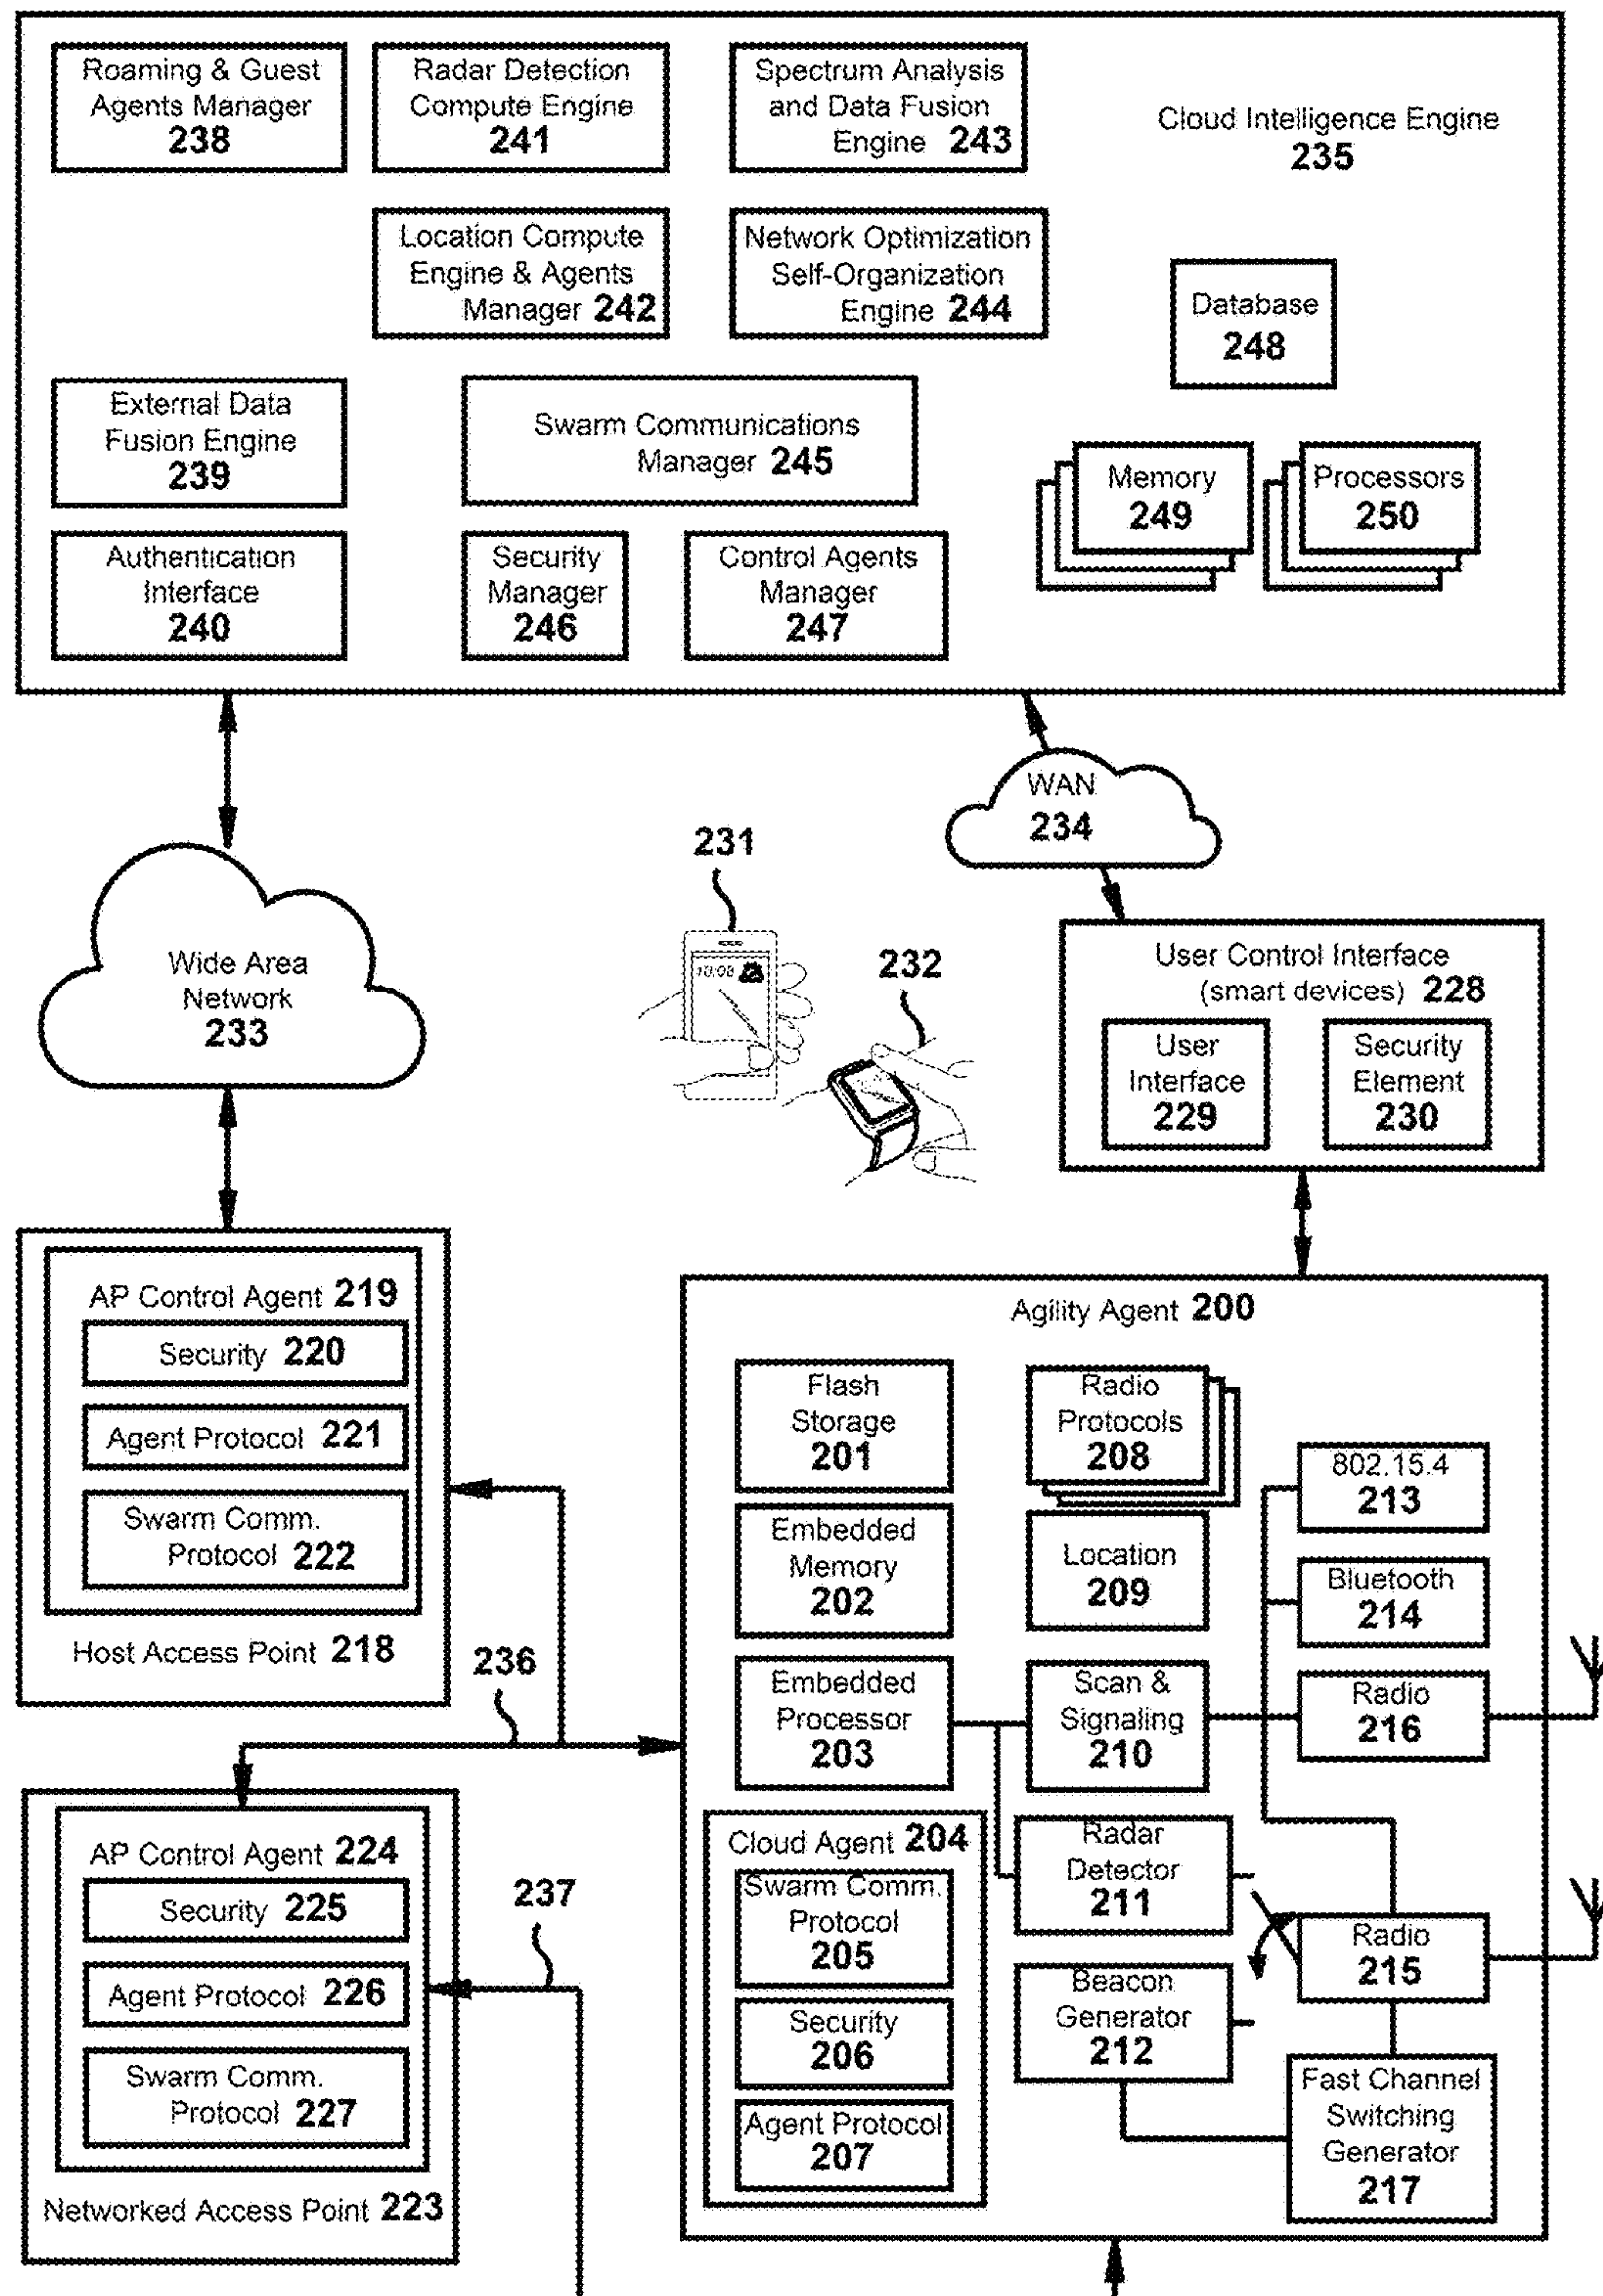 Roaming & Guest
Agents Manager
238
Radar Detection
Compute Engine
241
Spectrum Analysis
and Data Fusion
Engine 243
Cloud Intelligence Engine
235
Location Compute
Engine & Agents
Manager 242
Network Optimization
Self-Organization
Engine 244
Database
248
External Data
Fusion Engine
239
Swarm Communications
Manager 245
Memory
249
Processors
250
Authentication
Interface
240
Security
Manager
246
Control Agents
Manager
247
WAN
234
231
10:00
232
Wide Area
Network
233
User Control Interface
(smart devices) 228
User
Interface
229
Security
Element
230
AP Control Agent 219
Security 220
Agent Protocol 221
Swarm Comm.
Protocol 222
Host Access Point 218
236
Agility Agent 200
Flash
Storage
201
Radio
Protocols
208
802.15.4
213
Embedded
Memory
202
Location
209
Bluetooth
214
Embedded
Processor
203
Scan &
Signaling
210
Radio
216
Cloud Agent 204
Swarm Comm.
Protocol
205
Security
206
Agent Protocol
207
Radar
Detector
211
Radio
215
Beacon
Generator
212
Fast Channel
Switching
Generator
217
AP Control Agent 224
Security 225
Agent Protocol 226
Swarm Comm.
Protocol 227
Networked Access Point 223
237